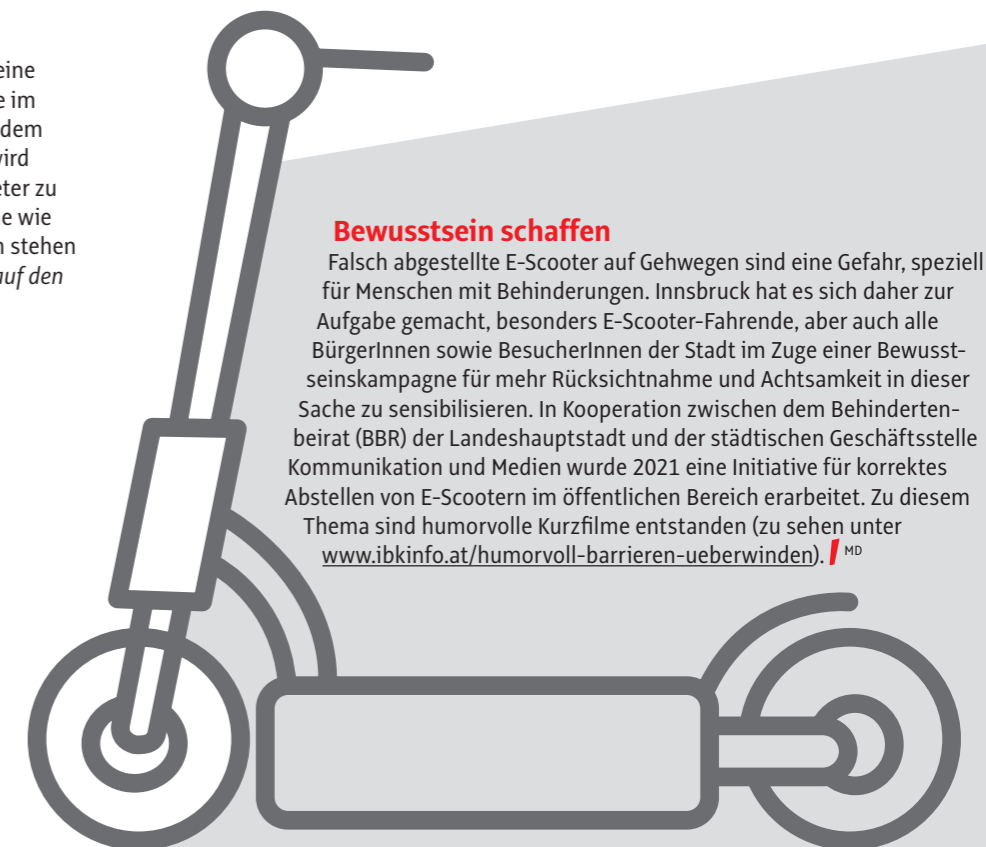 eine
e im
dem
vird
eter zu
e wie
n stehen
auf den
Bewusstsein schaffen
Falsch abgestellte E-Scooter auf Gehwegen sind eine Gefahr, speziell
für Menschen mit Behinderungen. Innsbruck hat es sich daher zur
Aufgabe gemacht, besonders E-Scooter-Fahrende, aber auch alle
BürgerInnen sowie BesucherInnen der Stadt im Zuge einer Bewusst-
seinskampagne für mehr Rücksichtnahme und Achtsamkeit in dieser
Sache zu sensibilisieren. In Kooperation zwischen dem Behinderten-
beirat (BBR) der Landeshauptstadt und der städtischen Geschäftsstelle
Kommunikation und Medien wurde 2021 eine Initiative für korrektes
Abstellen von E-Scootern im öffentlichen Bereich erarbeitet. Zu diesem
Thema sind humorvolle Kurzfilme entstanden (zu sehen unter
www.ibkinfo.at/humorvoll-barrieren-ueberwinden). MD